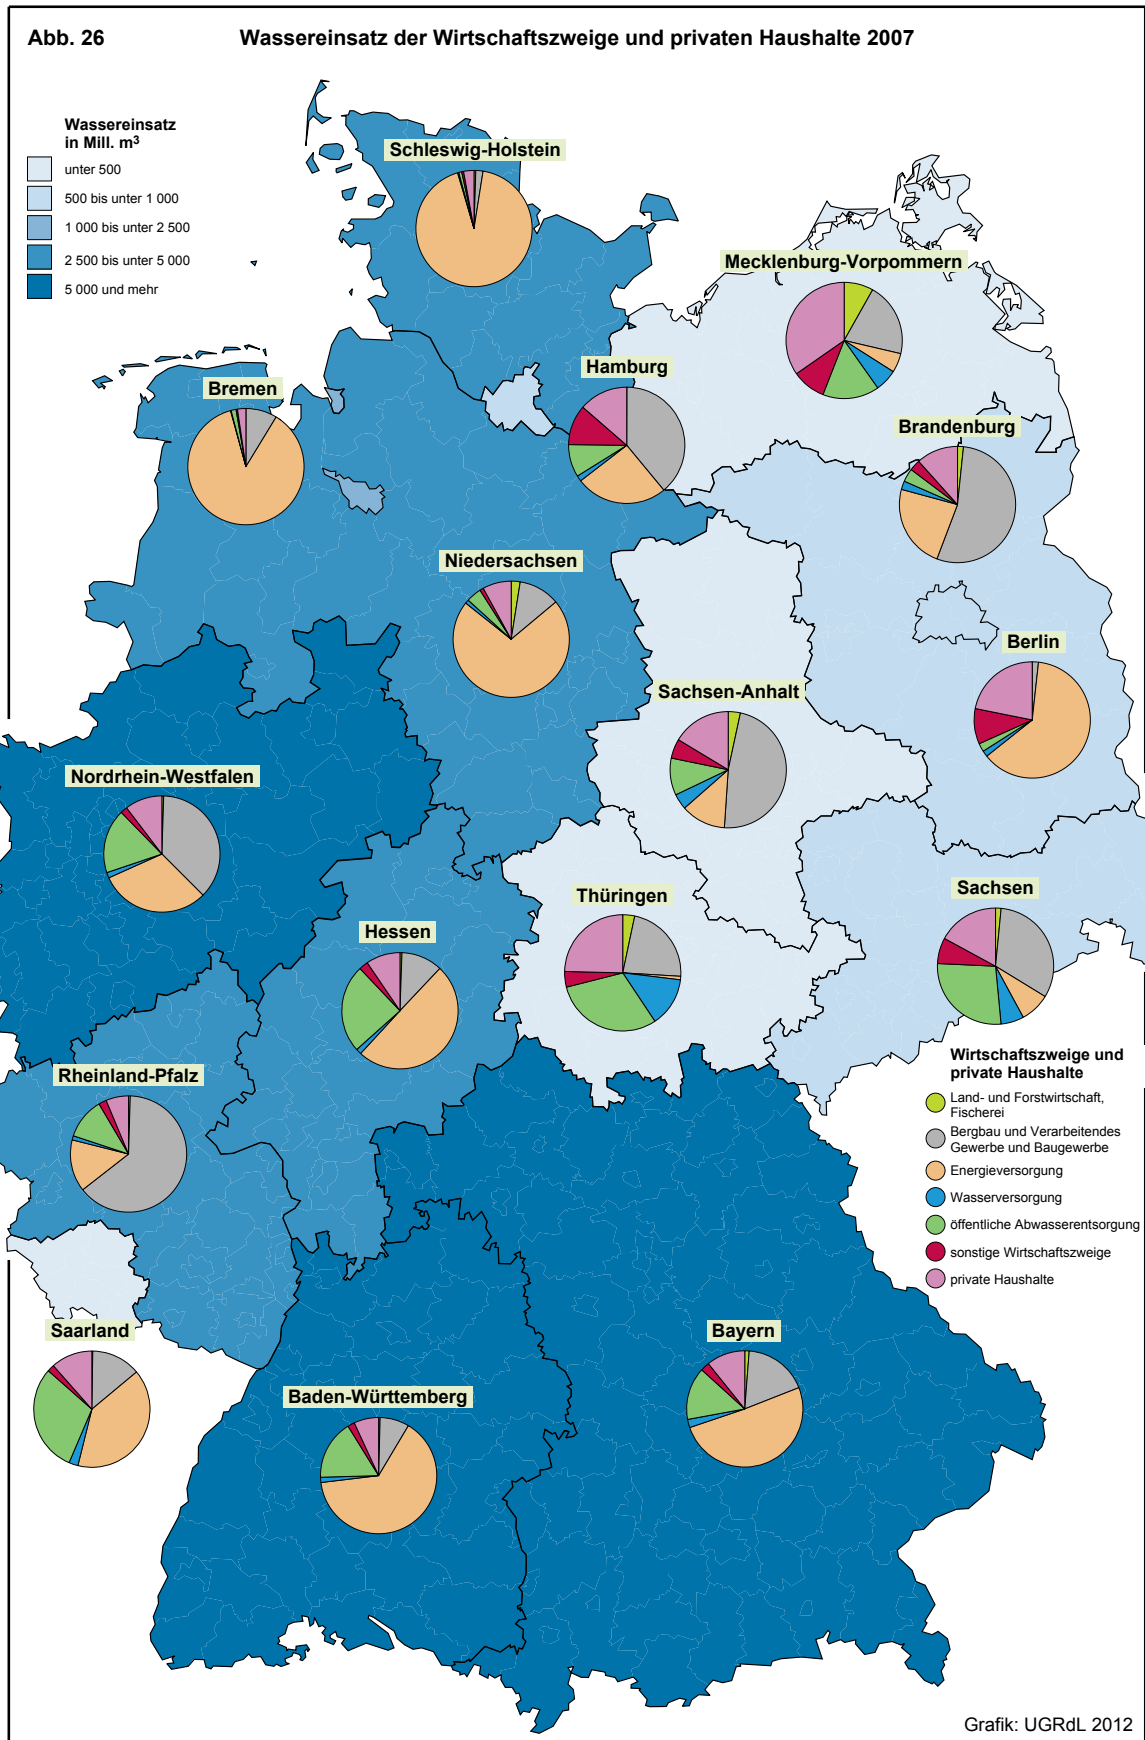 Abb. 26
Wassereinsatz der Wirtschaftszweige und privaten Haushalte 2007
Wassereinsatz
in Mill. m³
unter 500
500 bis unter 1 000
1 000 bis unter 2 500
2 500 bis unter 5 000
5 000 und mehr
Schleswig-Holstein
Mecklenburg-Vorpommern
Hamburg
Bremen
Brandenburg
Niedersachsen
Berlin
Sachsen-Anhalt
Nordrhein-Westfalen
Sachsen
Thüringen
Hessen
Rheinland-Pfalz
Wirtschaftszweige und
private Haushalte
Land- und Forstwirtschaft,
Fischerei
Bergbau und Verarbeitendes
Gewerbe und Baugewerbe
Energieversorgung
Wasserversorgung
öffentliche Abwasserentsorgung
sonstige Wirtschaftszweige
private Haushalte
Saarland
Bayern
Baden-Württemberg
Grafik: UGRdL 2012